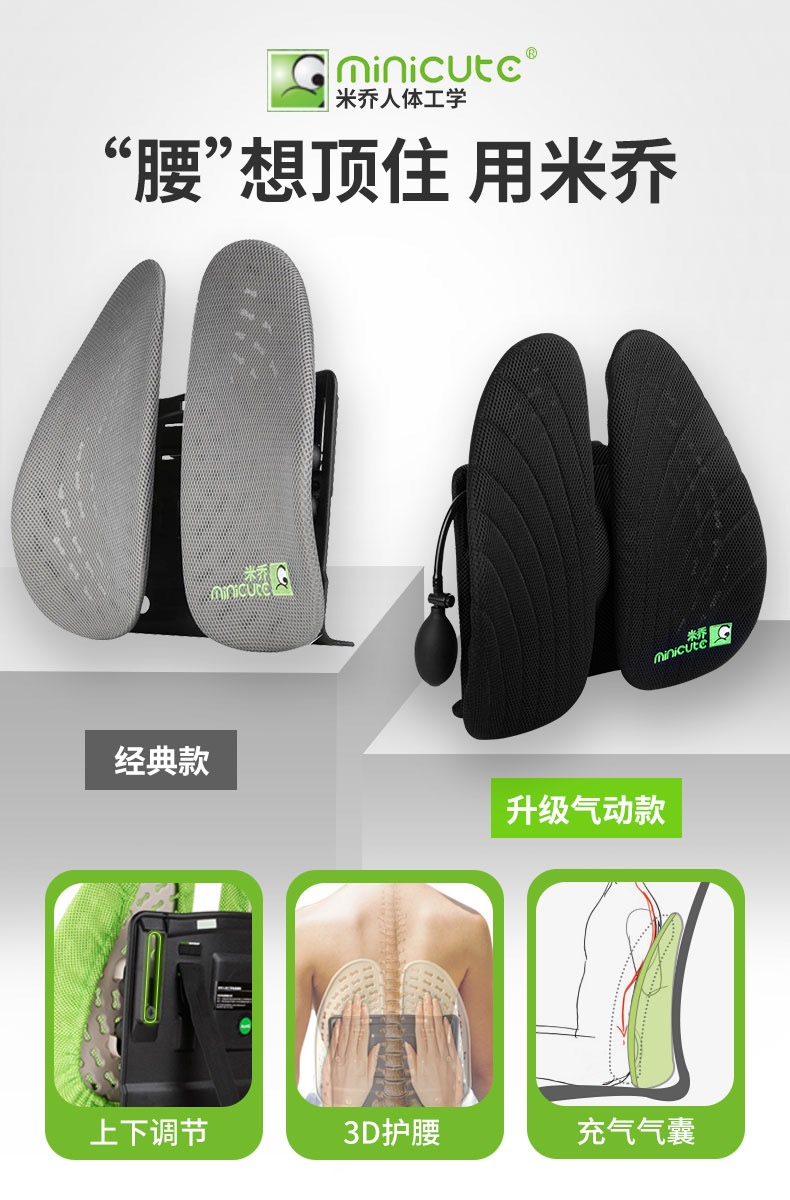 minicute®
米乔人体工学
“腰”想顶住 用米乔
米乔
minicute
米乔
minicute
经典款
升级气动款
上下调节
3D护腰
充气气囊